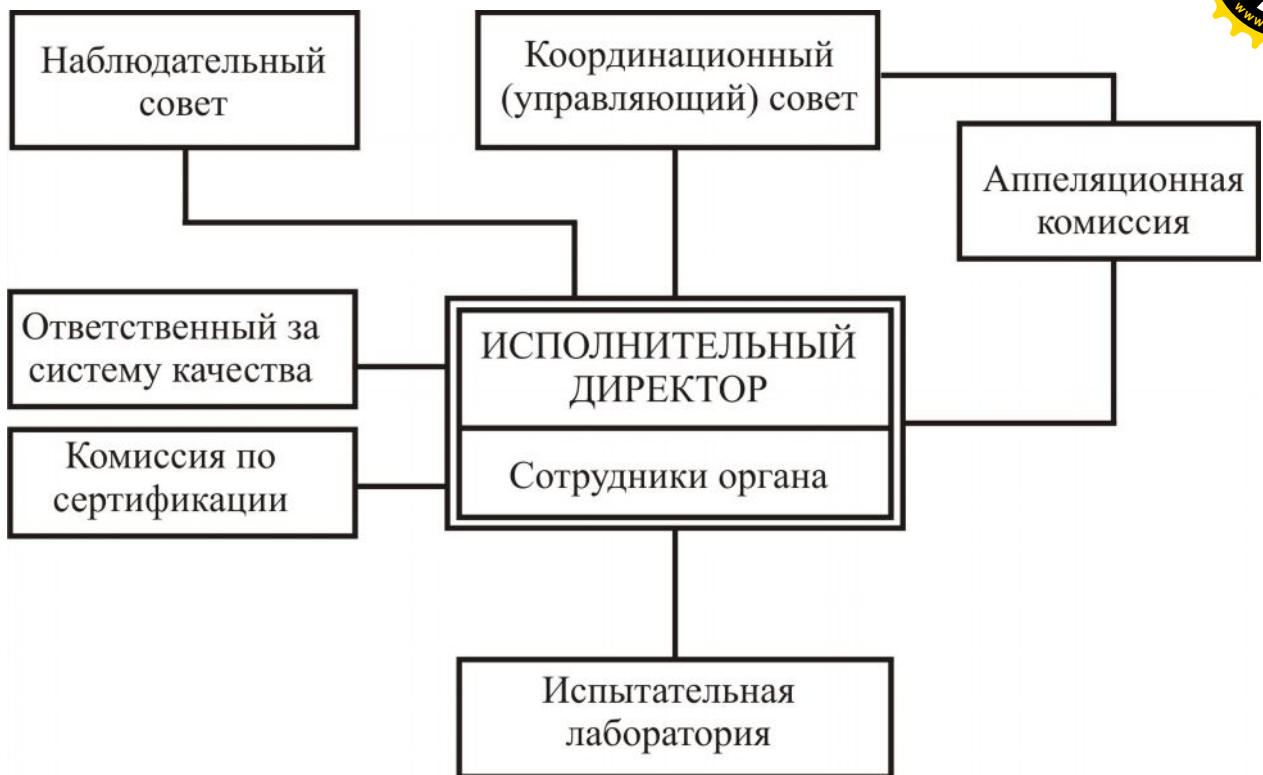 Наблюдательный
совет
Координационный
(управляющий) совет
Аппеляционная
комиссия
Ответственный за
систему качества
ИСПОЛНИТЕЛЬНЫЙ
ДИРЕКТОР
Комиссия по
сертификации
Сотрудники органа
Испытательная
лаборатория